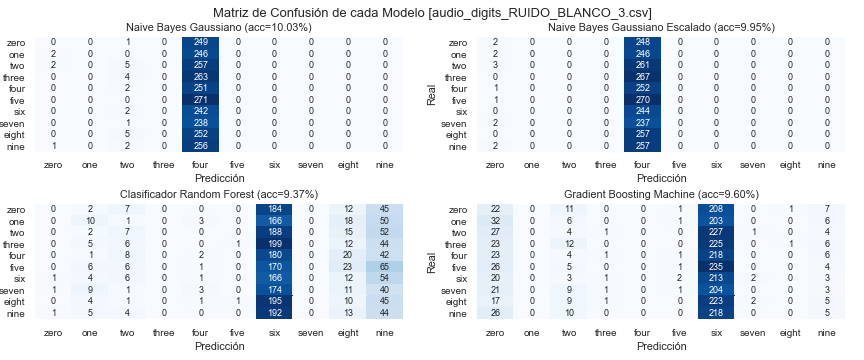 Matriz de Confusión de cada Modelo [audio_digits_RUIDO_BLANCO_3.csv]
Naive Bayes Gaussiano (acc=10.03%)
zero 0 0 1 0 249 0 0 0 0 0
one 2 0 0 0 246 0 0 0 0 0
two 2 0 5 0 257 0 0 0 0 0
three 0 0 4 0 263 0 0 0 0 0
four 0 0 2 0 251 0 0 0 0 0
five 0 0 0 0 271 0 0 0 0 0
six 0 0 2 0 242 0 0 0 0 0
seven 0 0 1 0 238 0 0 0 0 0
eight 0 0 5 0 252 0 0 0 0 0
nine 1 0 2 0 256 0 0 0 0 0
zero one two three four five six seven eight nine
Predicción
Naive Bayes Gaussiano Escalado (acc=9.95%)
Real
2 0 0 0 248 0 0 0 0 0
2 0 0 0 246 0 0 0 0 0
3 0 0 0 261 0 0 0 0 0
0 0 0 0 267 0 0 0 0 0
1 0 0 0 252 0 0 0 0 0
1 0 0 0 270 0 0 0 0 0
0 0 0 0 244 0 0 0 0 0
2 0 0 0 237 0 0 0 0 0
0 0 0 0 257 0 0 0 0 0
2 0 0 0 257 0 0 0 0 0
zero one two three four five six seven eight nine
Predicción
Clasificador Random Forest (acc=9.37%)
zero 0 2 7 0 0 0 184 0 12 45
one 0 10 1 0 3 0 166 0 18 50
two 0 2 7 0 0 0 188 0 15 52
three 0 5 6 0 0 1 199 0 12 44
four 0 1 8 0 2 0 180 0 20 42
five 0 6 6 0 1 0 170 0 23 65
six 1 4 6 0 1 0 166 0 12 54
seven 1 9 1 0 3 0 174 0 11 40
eight 0 4 1 0 1 1 195 0 10 45
nine 1 5 4 0 0 0 192 0 13 44
zero one two three four five six seven eight nine
Predicción
Gradient Boosting Machine (acc=9.60%)
Real
22 0 11 0 0 1 208 0 1 7
32 0 6 0 0 1 203 0 0 6
27 0 4 1 0 0 227 1 0 4
23 0 12 0 0 0 225 0 1 6
23 0 4 1 0 1 218 0 0 6
26 0 5 0 0 1 235 0 0 4
20 0 3 1 0 2 213 2 0 3
21 0 9 1 0 1 204 0 0 3
17 0 9 1 0 0 223 2 0 5
26 0 10 0 0 0 218 0 0 5
zero one two three four five six seven eight nine
Predicción